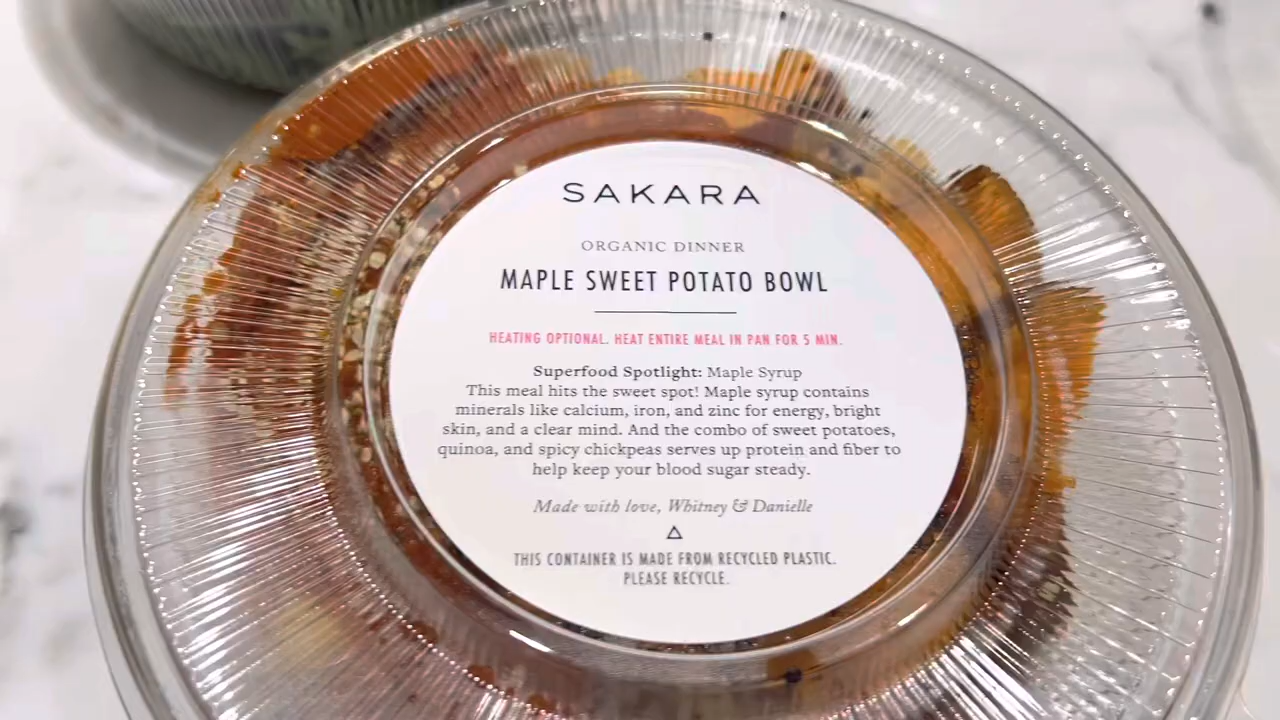 SAKARA
ORGANIC DINNER
MAPLE SWEET POTATO BOWL
HEATING OPTIONAL. HEAT ENTIRE MEAL IN PAN FOR 5 MIN.
Superfood Spotlight: Maple Syrup
This meal hits the sweet spot! Maple syrup contains
minerals like calcium, iron, and zinc for energy, bright
skin, and a clear mind. And the combo of sweet potatoes,
quinoa, and spicy chickpeas serves up protein and fiber to
help keep your blood sugar steady.
Made with love, Whitney & Danielle
THIS CONTAINER IS MADE FROM RECYCLED PLASTIC.
PLEASE RECYCLE.